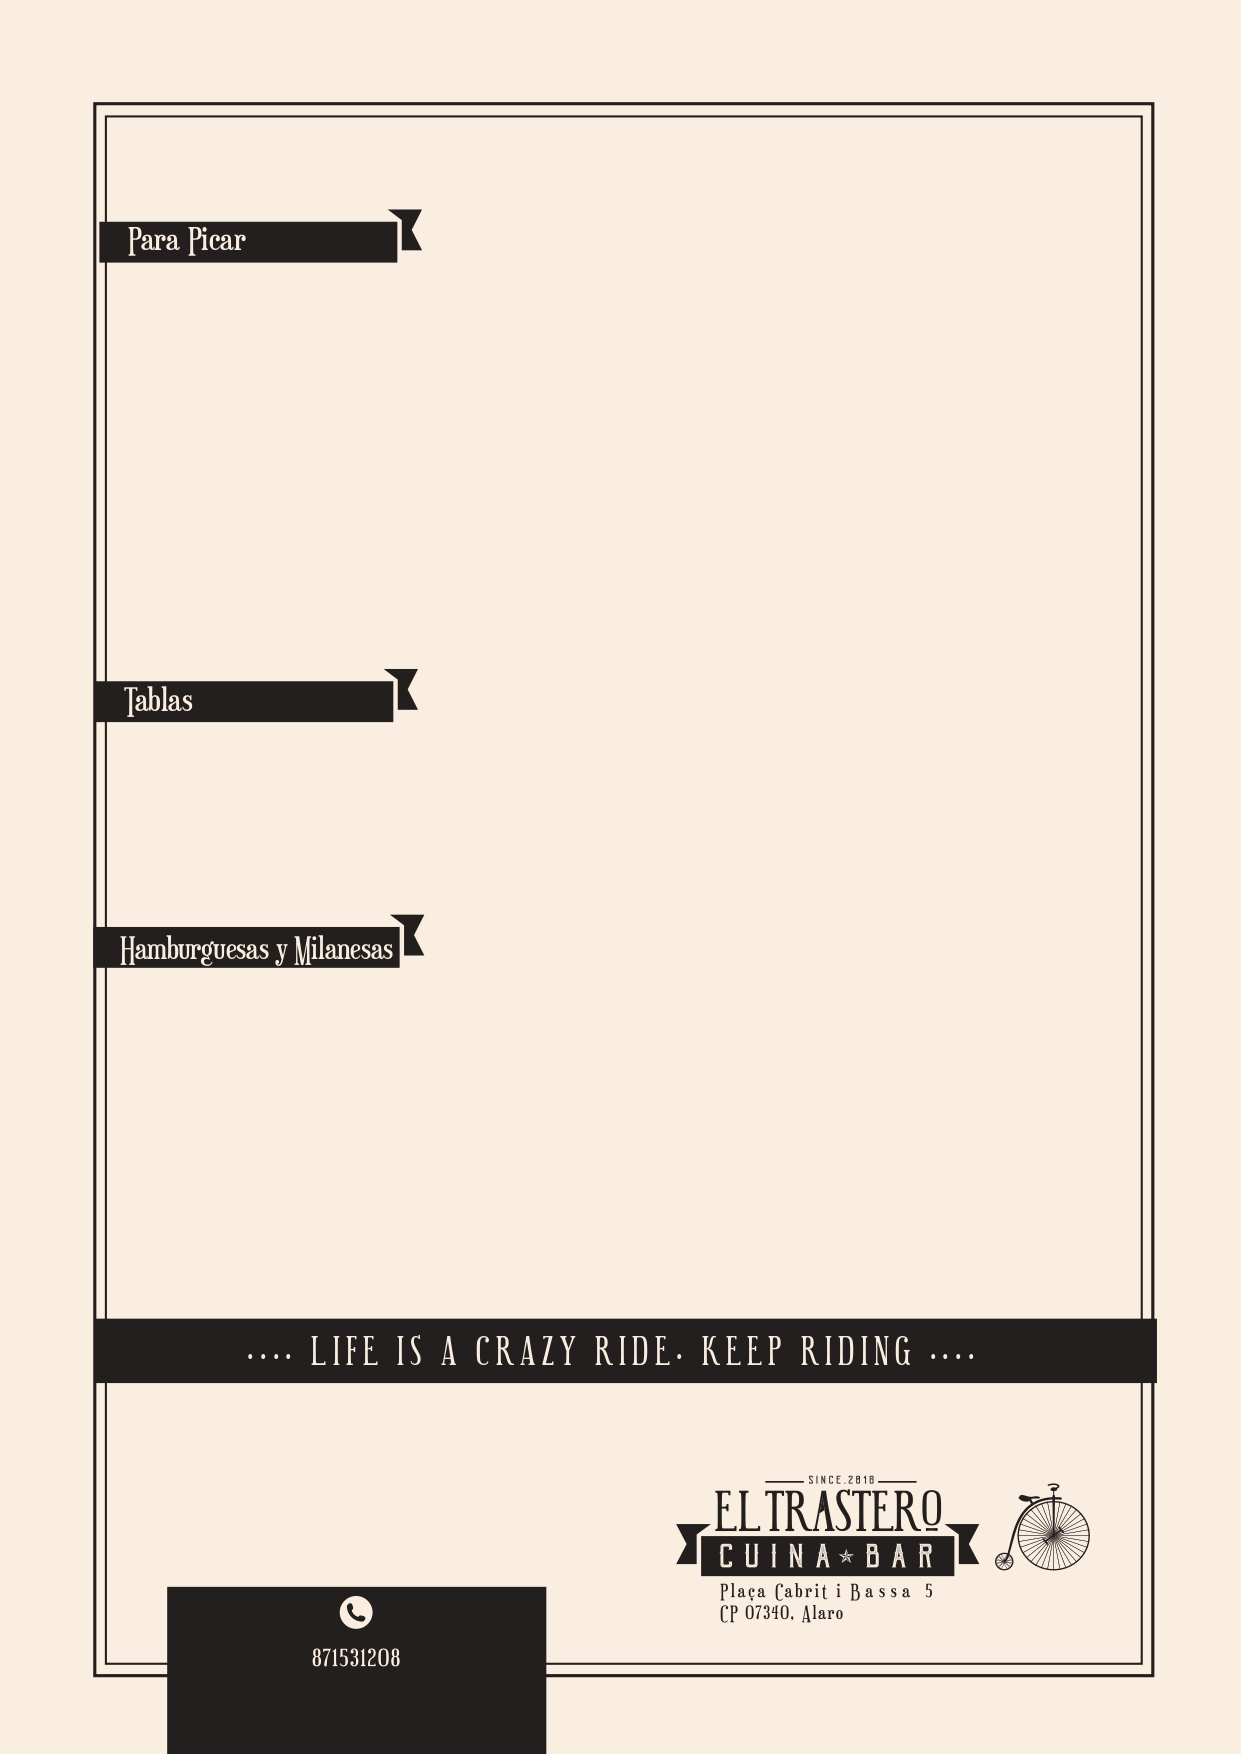 Para Picar
Tablas
Hamburguesas y Milanesas
.... LIFE IS A CRAZY RIDE. KEEP RIDING ....
SINCE.2018
EL TRASTERO
CUINA BAR
Plaça Cabrit i Bassa 5
CP 07340, Alaro
871531208